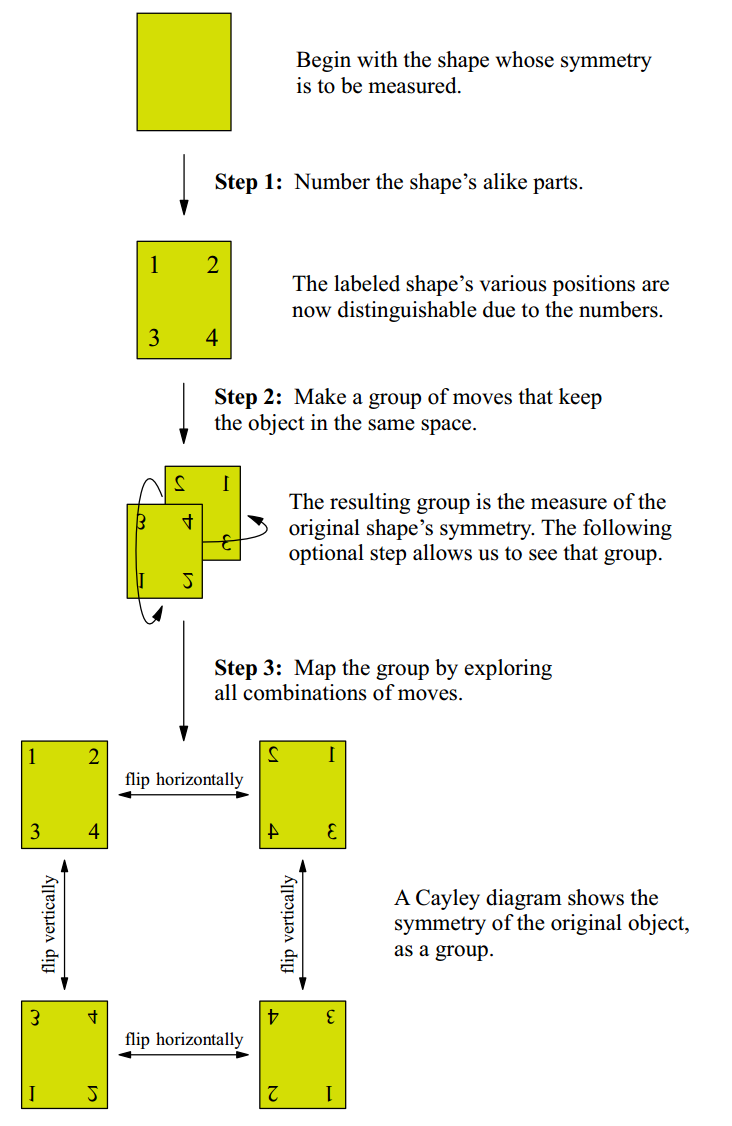 Begin with the shape whose symmetry
is to be measured.
Step 1: Number the shape’s alike parts.
1 2
The labeled shape’s various positions are
now distinguishable due to the numbers.
3 4
Step 2: Make a group of moves that keep
the object in the same space.
2 1
The resulting group is the measure of the
3 4
original shape’s symmetry. The following
3
optional step allows us to see that group.
1 2
Step 3: Map the group by exploring
all combinations of moves.
1 2
2 1
flip horizontally
3 4
4 3
flip vertically
flip vertically
A Cayley diagram shows the
symmetry of the original object,
as a group.
3 4
4 3
flip horizontally
1 2
2 1